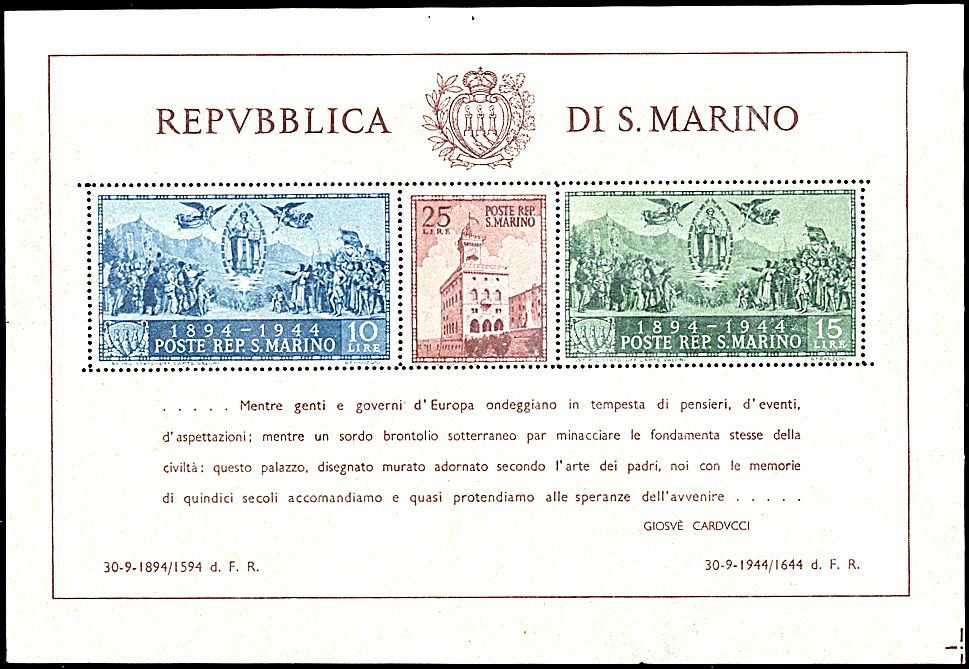 REPVBBLICA DI S. MARINO
1894 - 1944 10
LIRE
POSTE REP. S. MARINO
25 POSTE REP.
LIRE S. MARINO
1894 - 1944 15
LIRE
POSTE REP. S. MARINO
. . . . . Mentre genti e governi d'Europa ondeggiano in tempesta di pensieri, d'eventi,
d'aspettazioni; mentre un sordo brontolio sotterraneo par minacciare le fondamenta stesse della
civiltà: questo palazzo, disegnato murato adornato secondo l'arte dei padri, noi con le memorie
di quindici secoli accomandiamo e quasi protendiamo alle speranze dell'avvenire . . . . .
GIOSVÈ CARDVCCI
30-9-1894/1594 d. F. R. 30-9-1944/1644 d. F. R.